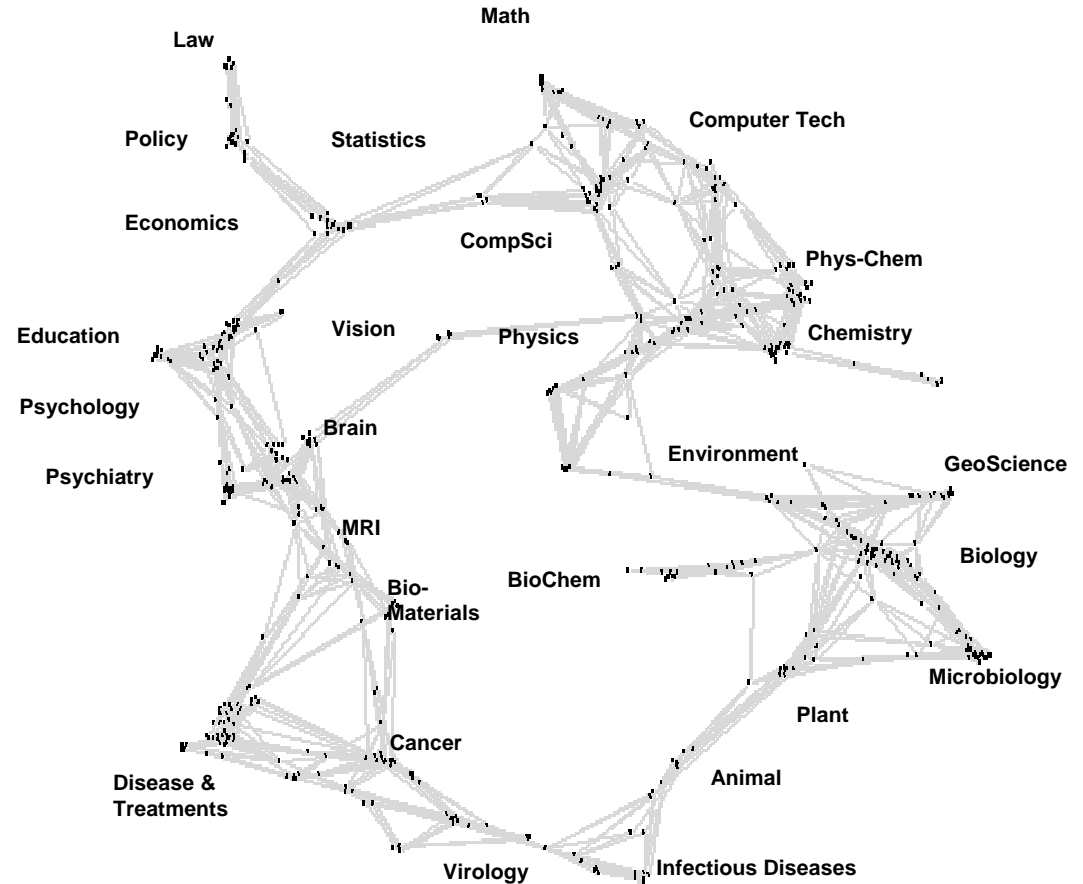 Math
Law
Computer Tech
Policy
Statistics
Economics
CompSci
Phys-Chem
Education
Vision
Physics
Chemistry
Psychology
Brain
Environment
GeoScience
Psychiatry
MRI
Biology
BioChem
Bio-
Materials
Microbiology
Plant
Cancer
Animal
Disease &
Treatments
Virology
Infectious Diseases